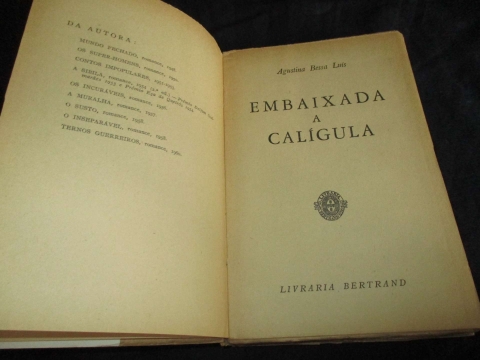 DA AUTORA:
MUNDO FECHADO, romance, 1948.
OS SUPER-HOMENS, romance, 1950.
CONTOS IMPOPULARES, 1951-1953.
A SIBILA, romance, 1954
OS INCURÁVEIS, romance, 1956.
A MURALHA, romance, 1957.
O SUSTO, romance, 1958.
O INSEPARÁVEL, 1958.
TERNOS GUERREIROS, romance, 1960.
Agustina Bessa Luís
EMBAIXADA
A
CALÍGULA
LIVRARIA BERTRAND